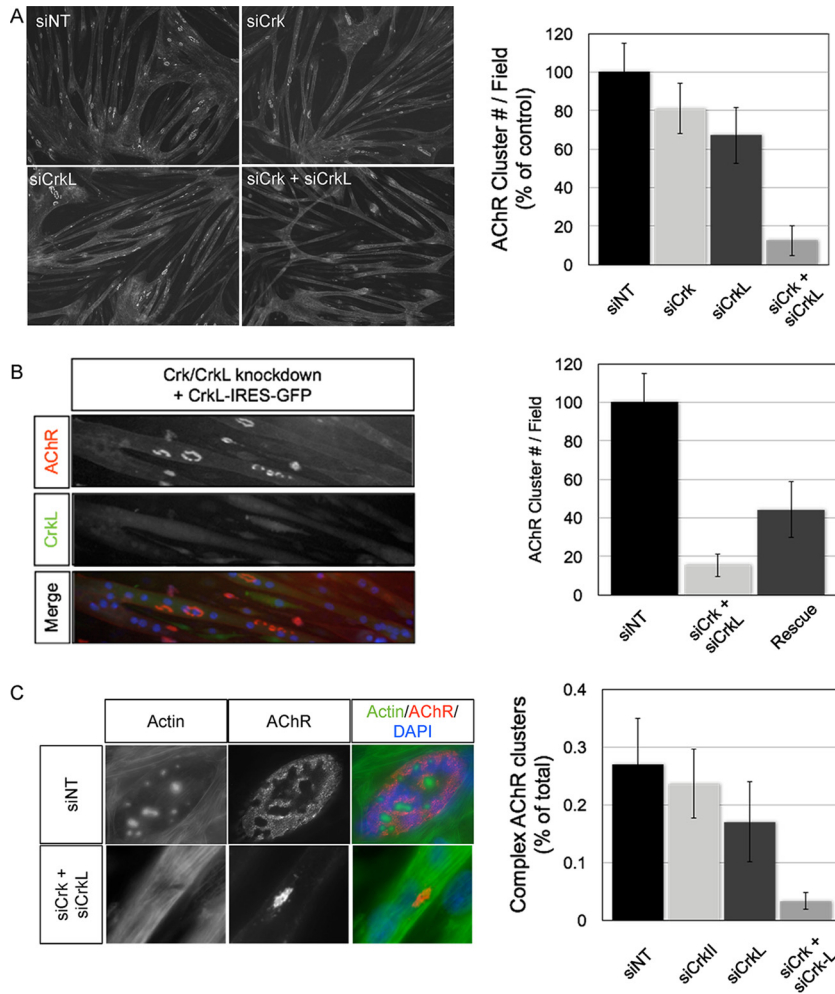 A
siNT
siCrk
siCrkL
siCrk + siCrkL
AChR Cluster # / Field
(% of control)
120
100
80
60
40
20
0
siNT
siCrk
siCrkL
siCrk +
siCrkL
B
Crk/CrkL knockdown
+ CrkL-IRES-GFP
AChR
CrkL
Merge
AChR Cluster # / Field
120
100
80
60
40
20
0
siNT
siCrk +
siCrkL
Rescue
C
Actin
AChR
Actin/AChR/
DAPI
siNT
siCrk +
siCrkL
Complex AChR clusters
(% of total)
0.4
0.3
0.2
0.1
0
siNT
siCrkII
siCrkL
siCrk +
siCrk-L